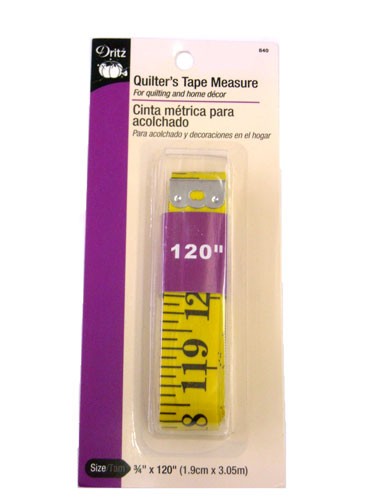 Dritz
840
Quilter's Tape Measure
For quilting and home décor
Cinta métrica para
acolchado
Para acolchado y decoraciones en el hogar
120"
12
119
8
Size/Tam
¾" x 120" (1.9cm x 3.05m)